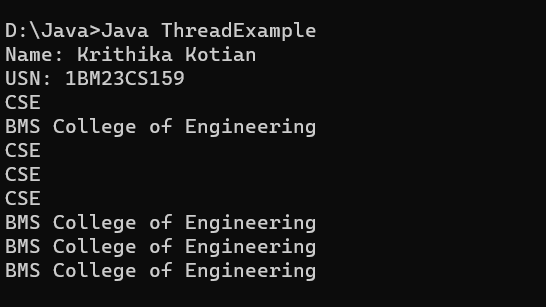 D:\Java>Java ThreadExample
Name: Krithika Kotian
USN: 1BM23CS159
CSE
BMS College of Engineering
CSE
CSE
CSE
BMS College of Engineering
BMS College of Engineering
BMS College of Engineering